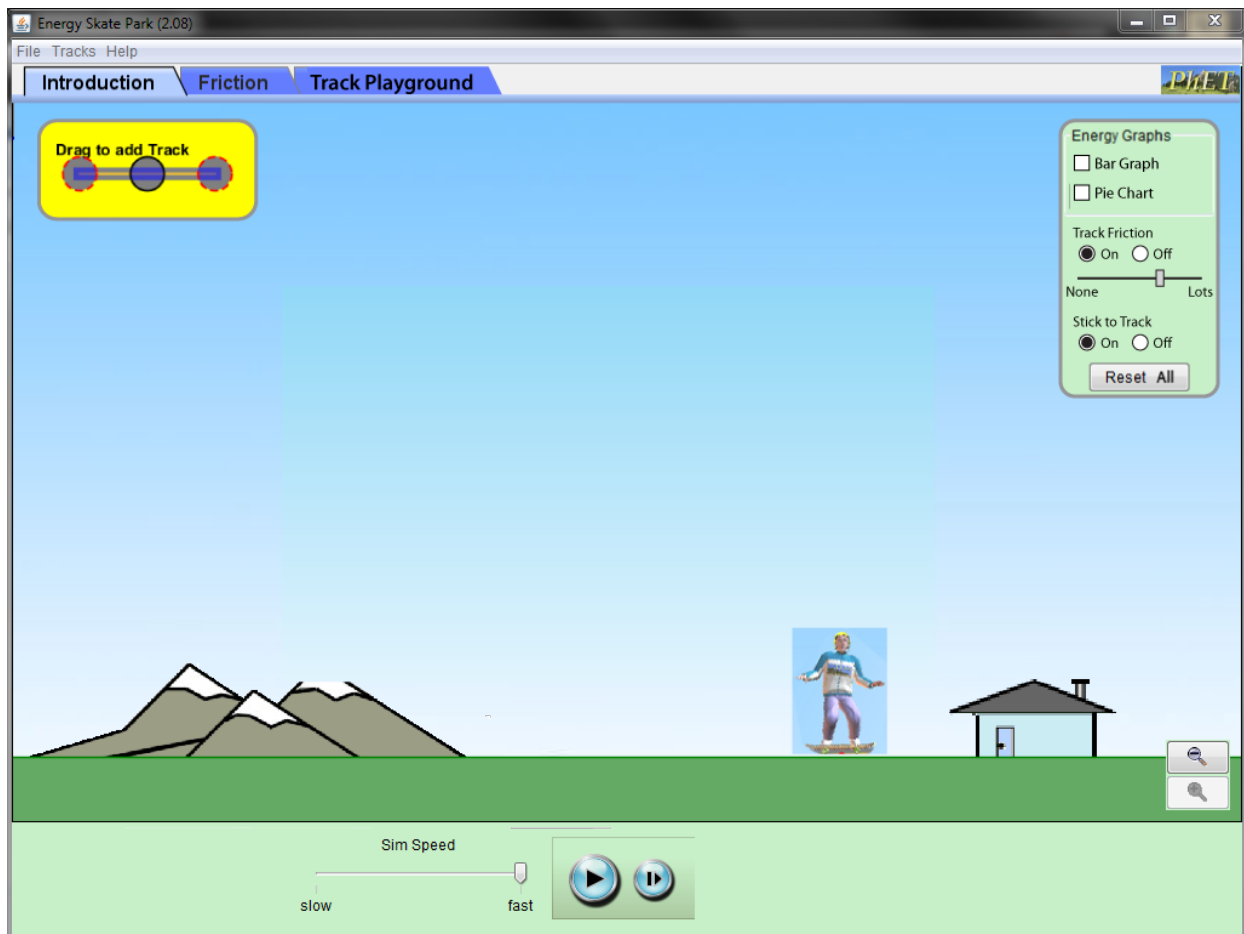 Energy Skate Park (2.08)
File Tracks Help
Introduction Friction Track Playground
PhET
Drag to add Track
Energy Graphs
Bar Graph
Pie Chart
Track Friction
On Off
None Lots
Stick to Track
On Off
Reset All
Sim Speed
slow fast